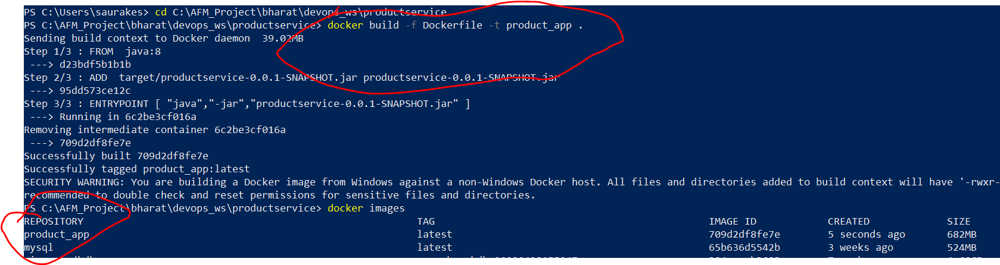 PS C:\Users\saurakes> cd C:\AFM_Project\bharat\devops_ws\productservice
PS C:\AFM_Project\bharat\devops_ws\productservice> docker build -f Dockerfile -t product_app .
Sending build context to Docker daemon  39.02MB
Step 1/3 : FROM  java:8
 ---> d23bdf5b1b1b
Step 2/3 : ADD  target/productservice-0.0.1-SNAPSHOT.jar productservice-0.0.1-SNAPSHOT.jar
 ---> 95dd573ce12c
Step 3/3 : ENTRYPOINT [ "java","-jar","productservice-0.0.1-SNAPSHOT.jar" ]
 ---> Running in 6c2be3cf016a
Removing intermediate container 6c2be3cf016a
 ---> 709d2df8fe7e
Successfully built 709d2df8fe7e
Successfully tagged product_app:latest
SECURITY WARNING: You are building a Docker image from Windows against a non-Windows Docker host. All files and directories added to build context will have '-rwxr-
recommended to double check and reset permissions for sensitive files and directories.
PS C:\AFM_Project\bharat\devops_ws\productservice> docker images
REPOSITORY TAG IMAGE ID CREATED SIZE
product_app latest 709d2df8fe7e 5 seconds ago 682MB
mysql latest 65b636d5542b 3 weeks ago 524MB